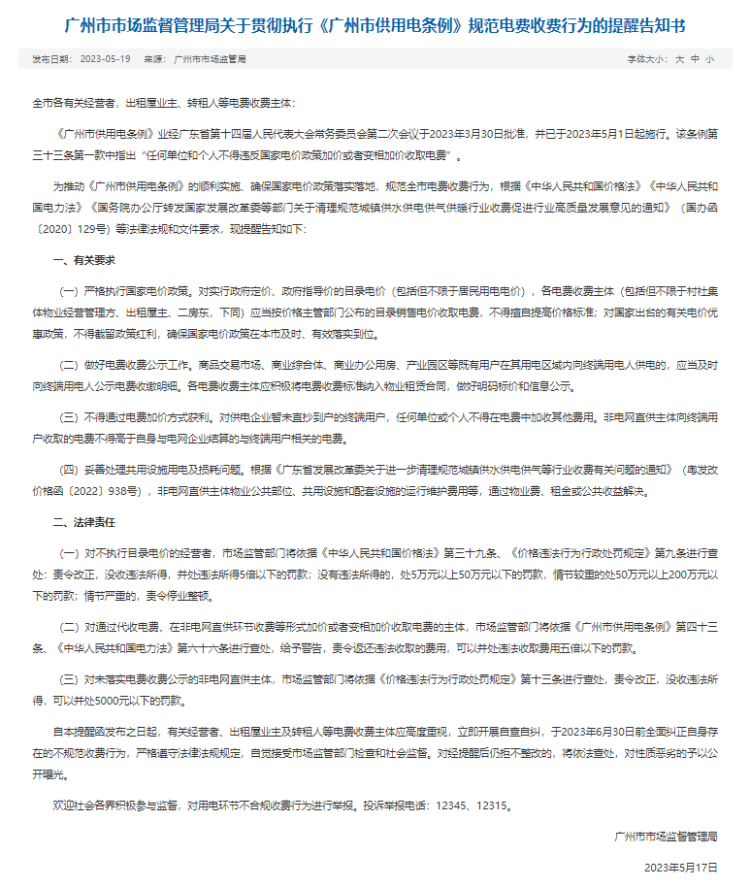 广州市市场监督管理局关于贯彻执行《广州市供用电条例》规范电费收费行为的提醒告知书
发布日期： 2023-05-19 来源： 广州市市场监管局 字体大小： 大 中 小
全市各有关经营者，出租屋业主、转租人等电费收费主体：
《广州市供用电条例》业经广东省第十四届人民代表大会常务委员会第二次会议于2023年3月30日批准，并已于2023年5月1日起施行。该条例第
三十三条第一款中指出“任何单位和个人不得违反国家电价政策加价或者变相加价收取电费”。
为推动《广州市供用电条例》的顺利实施、确保国家电价政策落实落地，规范全市电费收费行为，根据《中华人民共和国价格法》《中华人民共和
国电力法》《国务院办公厅转发国家发展改革委等部门关于清理规范城镇供水供电供气供暖行业收费促进行业高质量发展意见的通知》（国办函
〔2020〕129号）等法律法规和文件要求，现提醒告知如下：
一、有关要求
（一）严格执行国家电价政策。对实行政府定价、政府指导价的目录电价（包括但不限于居民用电电价），各电费收费主体（包括但不限于村社集
体物业经营管理方、出租屋主、二房东，下同）应当按价格主管部门公布的目录销售电价收取电费，不得擅自提高价格标准；对国家出台的有关电价优
惠政策，不得截留政策红利，确保国家电价政策在本市及时、有效落实到位。
（二）做好电费收费公示工作。商品交易市场、商业综合体、商业办公用房、产业园区等既有用户在其用电区域内向终端用电人供电的，应当及时
向终端用电人公示电费收缴明细。各电费收费主体应积极将电费收费标准纳入物业租赁合同，做好明码标价和信息公示。
（三）不得通过电费加价方式获利。对供电企业暂未直抄到户的终端用户，任何单位或个人不得在电费中加收其他费用。非电网直供主体向终端用
户收取的电费不得高于自身与电网企业结算的与终端用户相关的电费。
（四）妥善处理共用设施用电及损耗问题。根据《广东省发展改革委关于进一步清理规范城镇供水供电供气等行业收费有关问题的通知》（粤发改
价格函〔2022〕938号），非电网直供主体物业公共部位、共用设施和配套设施的运行维护费用等，通过物业费、租金或公共收益解决。
二、法律责任
（一）对不执行目录电价的经营者，市场监管部门将依据《中华人民共和国价格法》第三十九条、《价格违法行为行政处罚规定》第九条进行查
处：责令改正，没收违法所得，并处违法所得5倍以下的罚款；没有违法所得的，处5万元以上50万元以下的罚款，情节较重的处50万元以上200万元以
下的罚款；情节严重的，责令停业整顿。
（二）对通过代收电费、在非电网直供环节收费等形式加价或者变相加价收取电费的主体，市场监管部门将依据《广州市供用电条例》第四十三
条、《中华人民共和国电力法》第六十六条进行查处，给予警告，责令返还违法收取的费用，可以并处违法收取费用五倍以下的罚款。
（三）对未落实电费收费公示的非电网直供主体，市场监管部门将依据《价格违法行为行政处罚规定》第十三条进行查处，责令改正，没收违法所
得，可以并处5000元以下的罚款。
自本提醒函发布之日起，有关经营者、出租屋业主及转租人等电费收费主体应高度重视，立即开展自查自纠，于2023年6月30日前全面纠正自身存
在的不规范收费行为，严格遵守法律法规规定，自觉接受市场监管部门检查和社会监督。对经提醒后仍拒不整改的，将依法查处，对性质恶劣的予以公
开曝光。
欢迎社会各界积极参与监督，对用电环节不合规收费行为进行举报。投诉举报电话：12345、12315。
广州市市场监督管理局
2023年5月17日